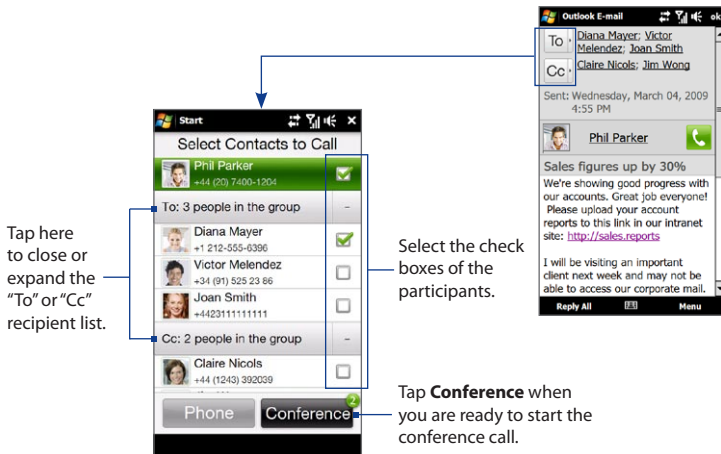 Outlook E-mail
ok
To
Diana Mayer; Victor
Melendez; Joan Smith
Cc
Claire Nicols; Jim Wong
Sent: Wednesday, March 04, 2009
4:55 PM
Phil Parker
Sales figures up by 30%
We're showing good progress with
our accounts. Great job everyone!
Please upload your account
reports to this link in our intranet
site: http://sales.reports
I will be visiting an important
client next week and may not be
able to access our corporate mail.
Reply All
Menu
Start
Select Contacts to Call
Phil Parker
+44 (20) 7400-1204
To: 3 people in the group
Diana Mayer
+1 212-555-6396
Victor Melendez
+34 (91) 525 23 86
Joan Smith
+4423111111111
Cc: 2 people in the group
Claire Nicols
+44 (1243) 392039
Phone
Conference
2
Tap here
to close or
expand the
“To” or “Cc”
recipient list.
Select the check
boxes of the
participants.
Tap Conference when
you are ready to start the
conference call.